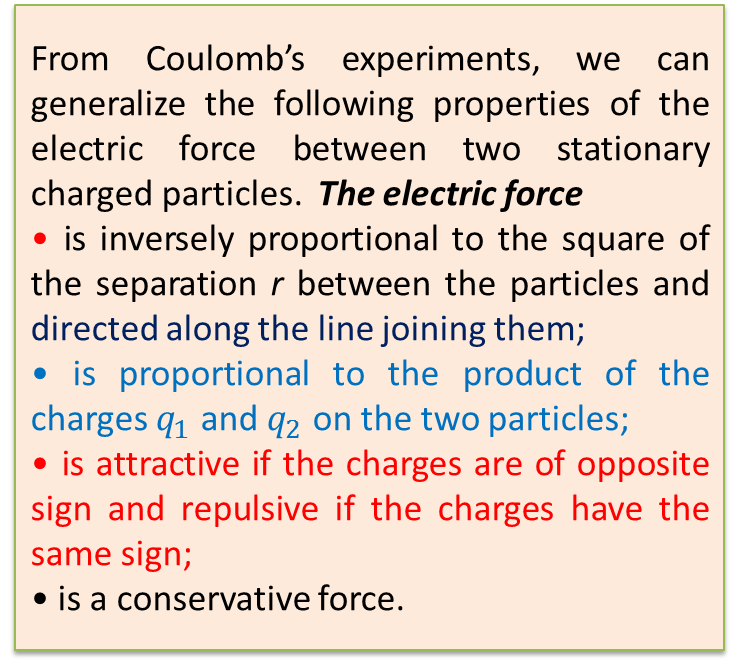 From Coulomb’s experiments, we can
generalize the following properties of the
electric force between two stationary
charged particles. The electric force
• is inversely proportional to the square of
the separation r between the particles and
directed along the line joining them;
• is proportional to the product of the
charges q₁ and q₂ on the two particles;
• is attractive if the charges are of opposite
sign and repulsive if the charges have the
same sign;
• is a conservative force.